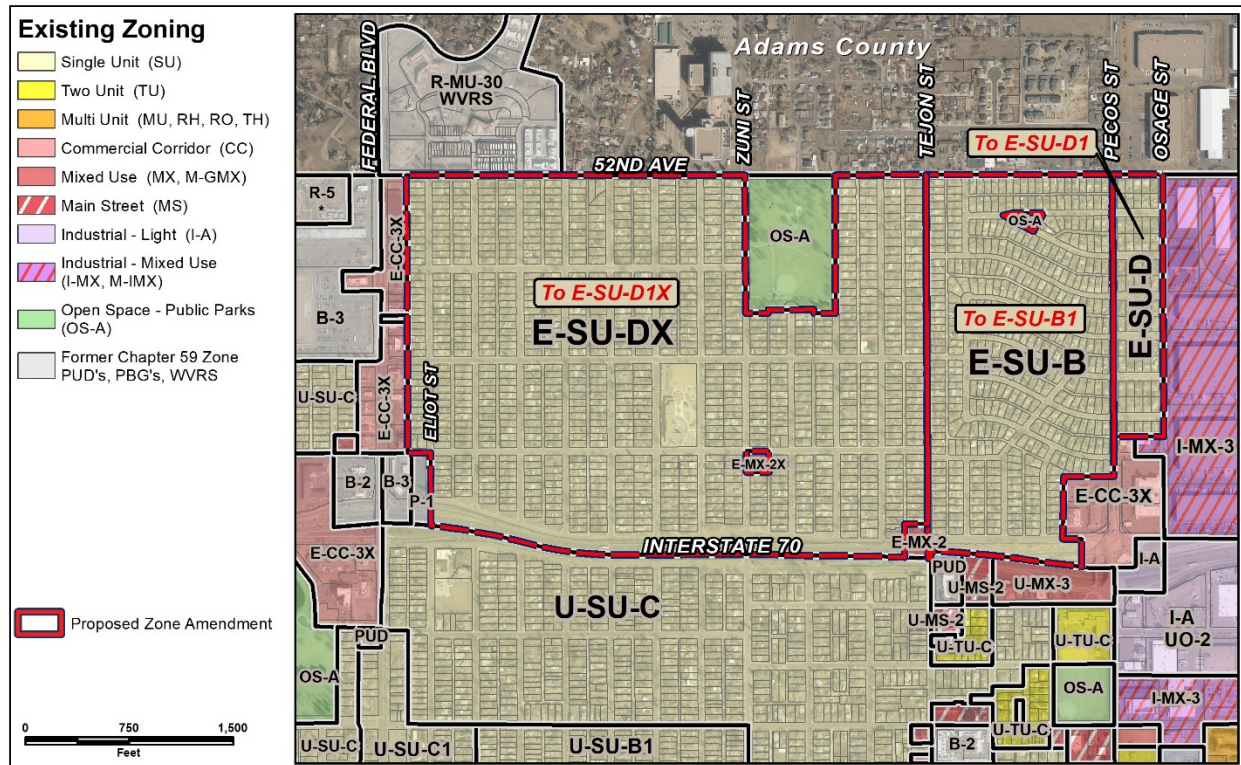 Existing Zoning
Single Unit (SU)
Two Unit (TU)
Multi Unit (MU, RH, RO, TH)
Commercial Corridor (CC)
Mixed Use (MX, M-GMX)
Main Street (MS)
Industrial - Light (I-A)
Industrial - Mixed Use
(I-MX, M-IMX)
Open Space - Public Parks
(OS-A)
Former Chapter 59 Zone
PUD's, PBG's, WVRS
Proposed Zone Amendment
0 750 1,500
Feet
Adams County
FEDERAL BLVD
R-MU-30
WVRS
ZUNI ST
TEJON ST
PECOS ST
OSAGE ST
To E-SU-D1
52ND AVE
R-5
*
E-CC-3X
OS-A
OS-A
E-SU-D
To E-SU-D1X
E-SU-DX
To E-SU-B1
E-SU-B
B-3
U-SU-C
E-CC-3X
ELIOT ST
I-MX-3
B-2
B-3
P-1
E-MX-2X
E-CC-3X
E-CC-3X
INTERSTATE 70
E-MX-2
I-A
PUD
U-MS-2
U-MX-3
U-SU-C
U-MS-2
U-TU-C
U-TU-C
I-A
UO-2
PUD
OS-A
OS-A
I-MX-3
U-SU-C
U-SU-C1
U-SU-B1
B-2
U-TU-C